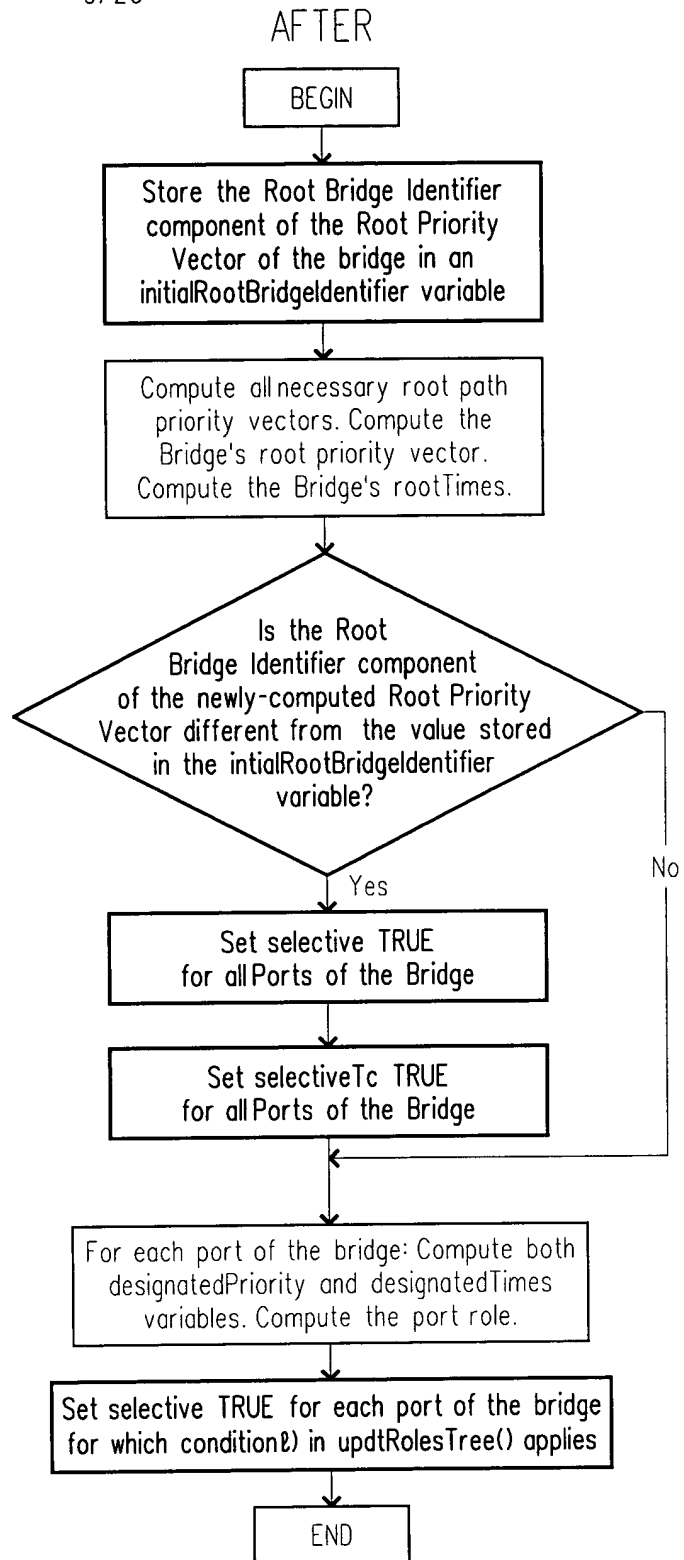 AFTER
BEGIN
Store the Root Bridge Identifier
component of the Root Priority
Vector of the bridge in an
initialRootBridgeIdentifier variable
Compute all necessary root path
priority vectors. Compute the
Bridge's root priority vector.
Compute the Bridge's rootTimes.
Is the Root
Bridge Identifier component
of the newly-computed Root Priority
Vector different from the value stored
in the intialRootBridgeIdentifier
variable?
No
Yes
Set selective TRUE
for all Ports of the Bridge
Set selectiveTc TRUE
for all Ports of the Bridge
For each port of the bridge: Compute both
designatedPriority and designatedTimes
variables. Compute the port role.
Set selective TRUE for each port of the bridge
for which condition ℓ) in updtRolesTree() applies
END